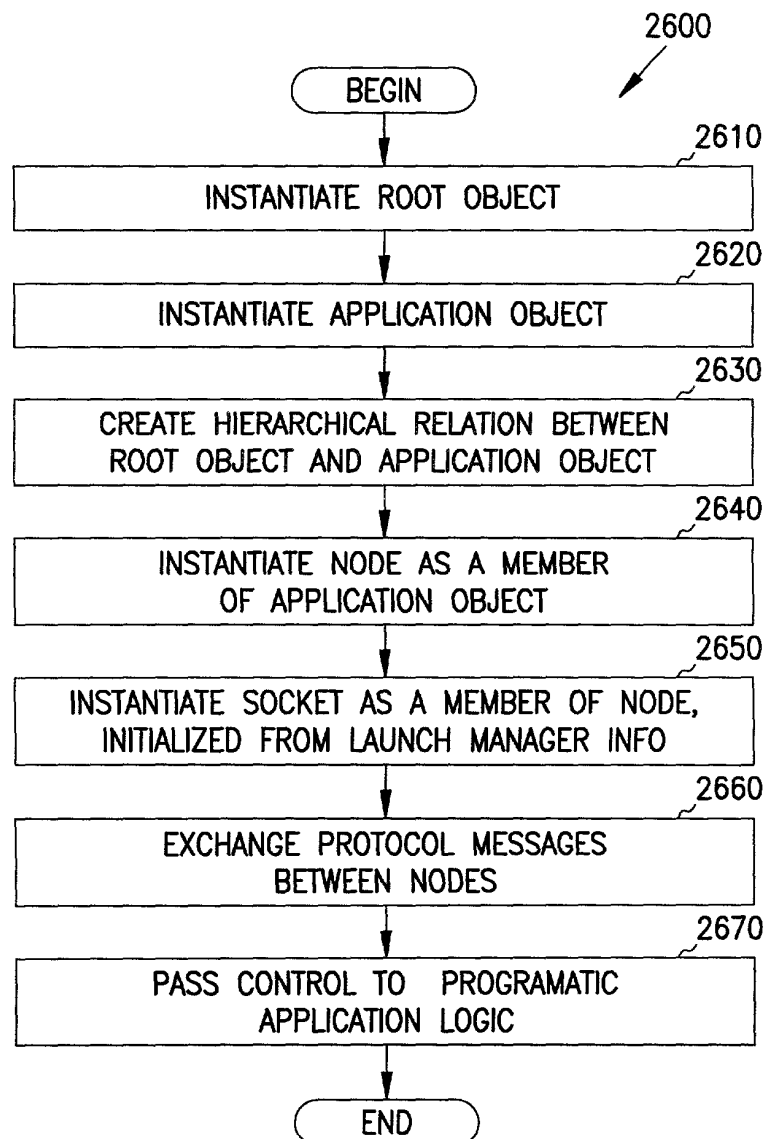 2600
BEGIN
2610
INSTANTIATE ROOT OBJECT
2620
INSTANTIATE APPLICATION OBJECT
2630
CREATE HIERARCHICAL RELATION BETWEEN
ROOT OBJECT AND APPLICATION OBJECT
2640
INSTANTIATE NODE AS A MEMBER
OF APPLICATION OBJECT
2650
INSTANTIATE SOCKET AS A MEMBER OF NODE,
INITIALIZED FROM LAUNCH MANAGER INFO
2660
EXCHANGE PROTOCOL MESSAGES
BETWEEN NODES
2670
PASS CONTROL TO PROGRAMATIC
APPLICATION LOGIC
END